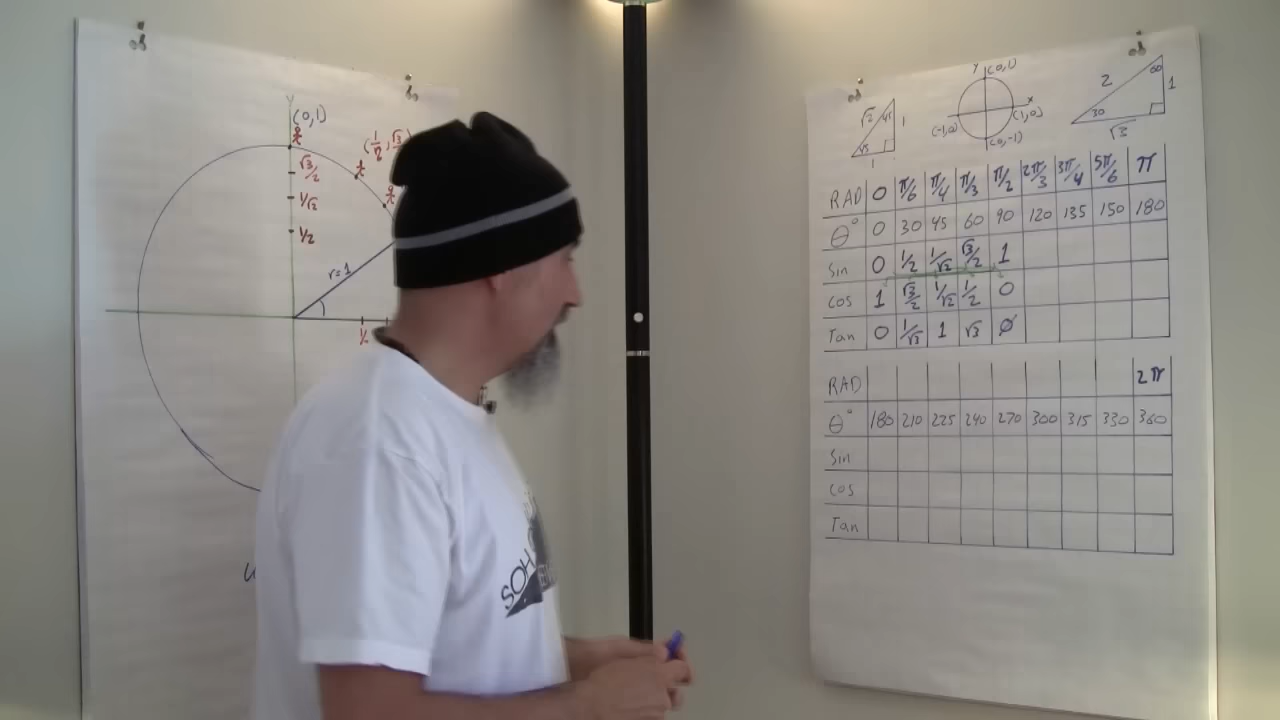 Y
(0,1)
(1/√2, √3
√3/2
1/√2
1/2
r=1
√2
45
1
45
1
Y
(0,1)
X
(-1,0)
(1,0)
(0,-1)
2
60
1
30
√3
RAD 0 π/6 π/4 π/3 π/2 2π/3 3π/4 5π/6 π
θ° 0 30 45 60 90 120 135 150 180
Sin 0 1/2 1/√2 √3/2 1
Cos 1 √3/2 1/√2 1/2 0
Tan 0 1/√3 1 √3 ∅
RAD 2π
θ° 180 210 225 240 270 300 315 330 360
Sin
Cos
Tan
SOH